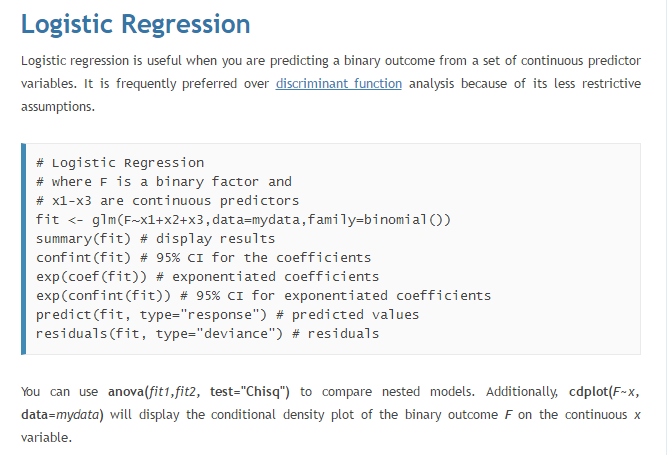 Logistic Regression
Logistic regression is useful when you are predicting a binary outcome from a set of continuous predictor
variables. It is frequently preferred over discriminant function analysis because of its less restrictive
assumptions.
# Logistic Regression
# where F is a binary factor and
# x1-x3 are continuous predictors
fit <- glm(F~x1+x2+x3,data=mydata,family=binomial())
summary(fit) # display results
confint(fit) # 95% CI for the coefficients
exp(coef(fit)) # exponentiated coefficients
exp(confint(fit)) # 95% CI for exponentiated coefficients
predict(fit, type="response") # predicted values
residuals(fit, type="deviance") # residuals
You can use anova(fit1,fit2, test="Chisq") to compare nested models. Additionally, cdplot(F~x,
data=mydata) will display the conditional density plot of the binary outcome F on the continuous x
variable.